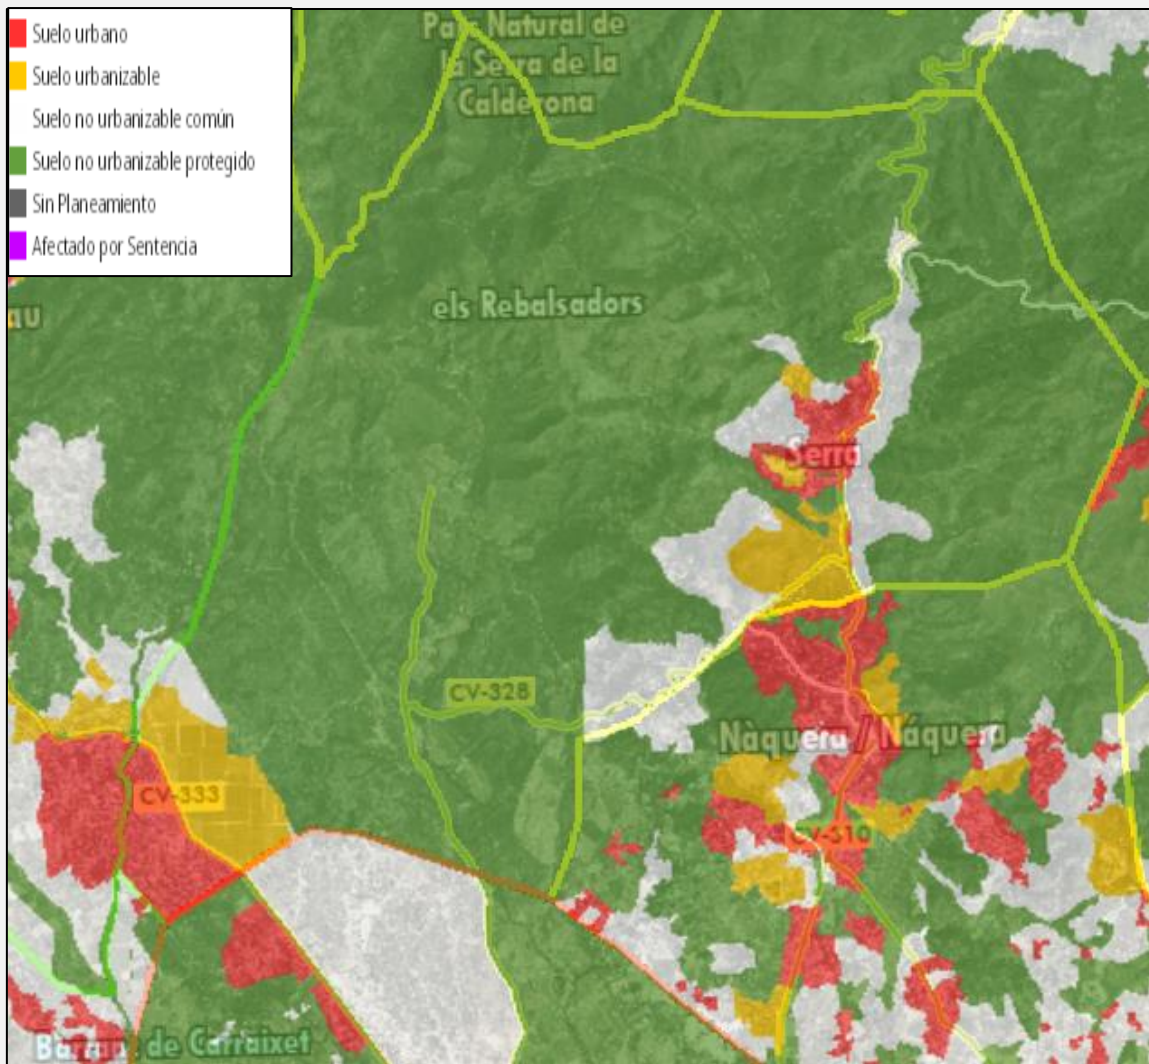 Suelo urbano
Suelo urbanizable
Suelo no urbanizable común
Suelo no urbanizable protegido
Sin Planeamiento
Afectado por Sentencia
Natural de
la Serra de la
Calderona
au
els Rebalsadors
Serra
CV-328
Nàquera / Náquera
CV-333
CV-310
de Carraixet